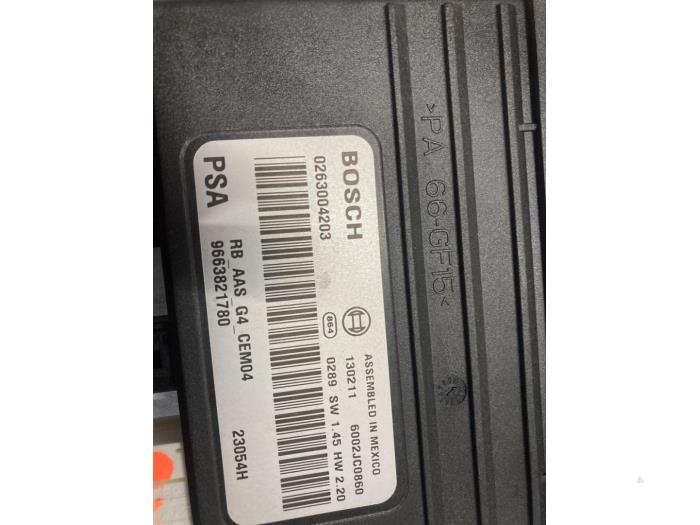 BOSCH
ASSEMBLED IN MEXICO
0263004203
130211 6002JC0860
864
0289 SW 1.45 HW 2.20
RB_AAS_G4_CEM04
PSA
9663821780
23054H
>PA 66-GF15<